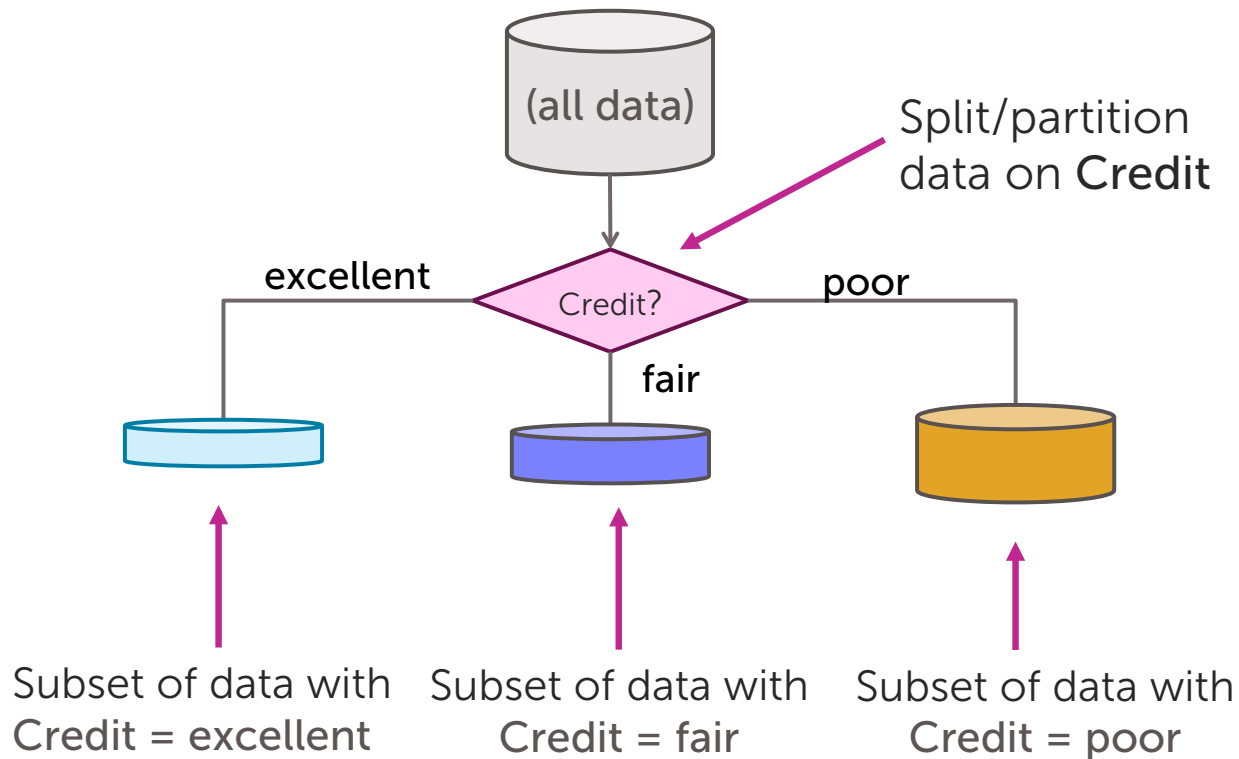 (all data)
Split/partition
data on Credit
excellent
Credit?
poor
fair
Subset of data with
Credit = excellent
Subset of data with
Credit = fair
Subset of data with
Credit = poor